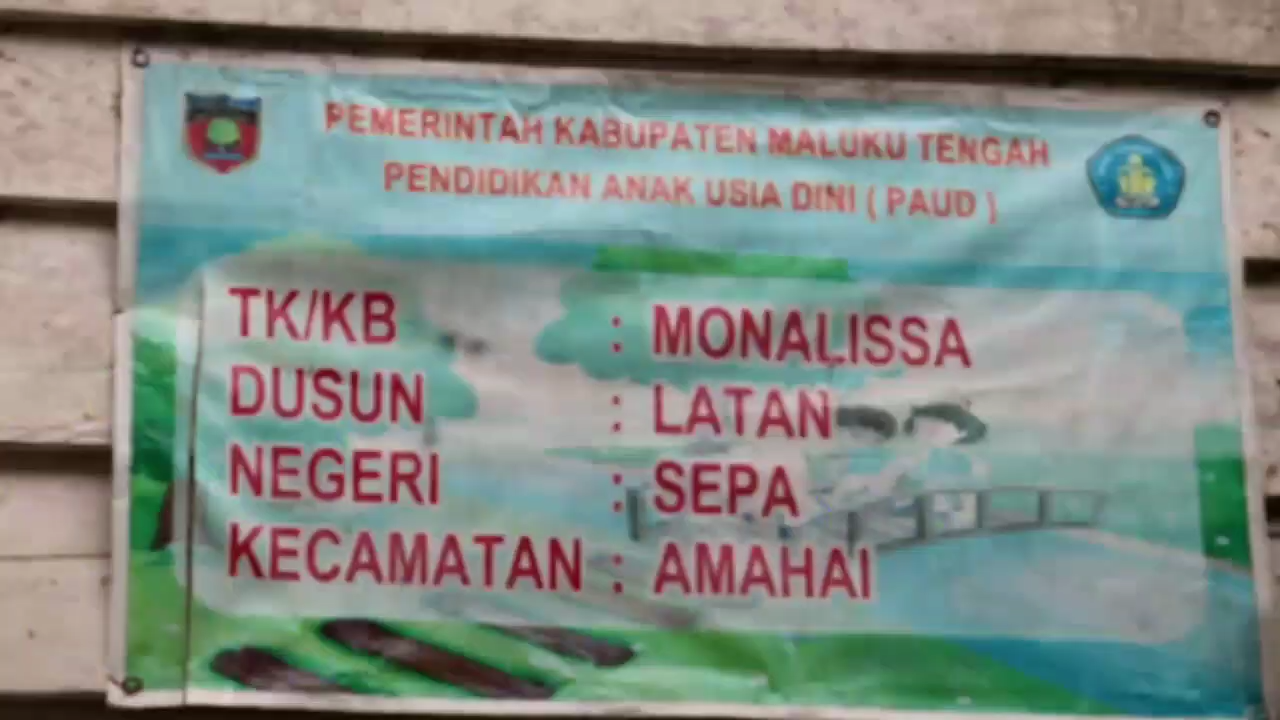 PEMERINTAH KABUPATEN MALUKU TENGAH
PENDIDIKAN ANAK USIA DINI ( PAUD )
TK/KB : MONALISSA
DUSUN : LATAN
NEGERI : SEPA
KECAMATAN : AMAHAI